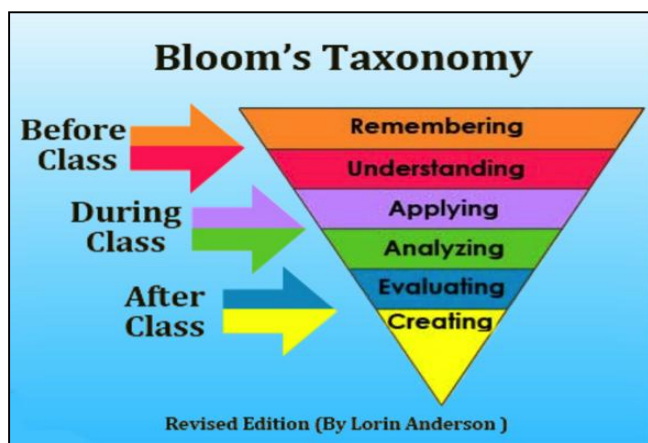 Bloom's Taxonomy
Before
Class
During
Class
After
Class
Remembering
Understanding
Applying
Analyzing
Evaluating
Creating
Revised Edition (By Lorin Anderson )